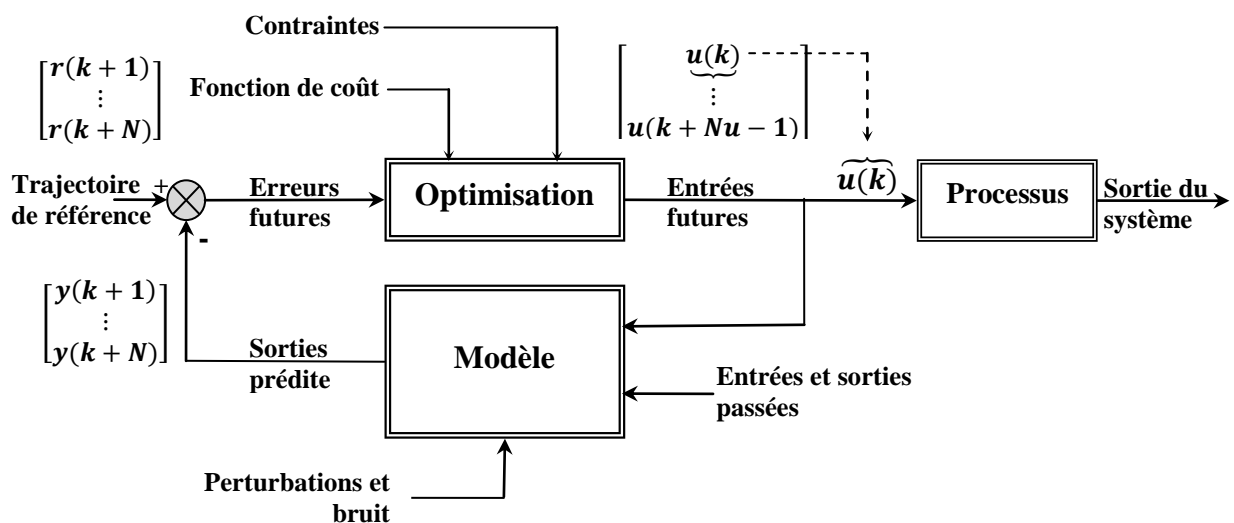 Contraintes
Fonction de coût
r(k + 1)
⋮
r(k + N)
u(k)
⋮
u(k + Nu − 1)
Trajectoire
de référence
+
-
Erreurs
futures
Optimisation
Entrées
futures
u(k)
Processus
Sortie du
système
y(k + 1)
⋮
y(k + N)
Sorties
prédite
Modèle
Entrées et sorties
passées
Perturbations et
bruit